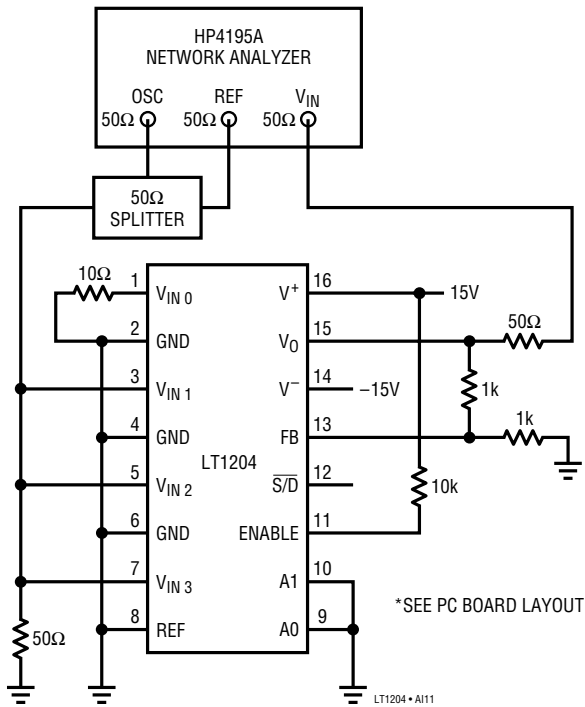 HP4195A
NETWORK ANALYZER
OSC REF V_IN
50Ω 50Ω 50Ω
50Ω
SPLITTER
10Ω
1 V_IN 0 V⁺ 16 15V
2 GND V_O 15 50Ω
3 V_IN 1 V⁻ 14 –15V
1k
4 GND FB 13 1k
LT1204
5 V_IN 2 S̅/̅D̅ 12
10k
6 GND ENABLE 11
7 V_IN 3 A1 10
*SEE PC BOARD LAYOUT
8 REF A0 9
50Ω
LT1204 • AI11